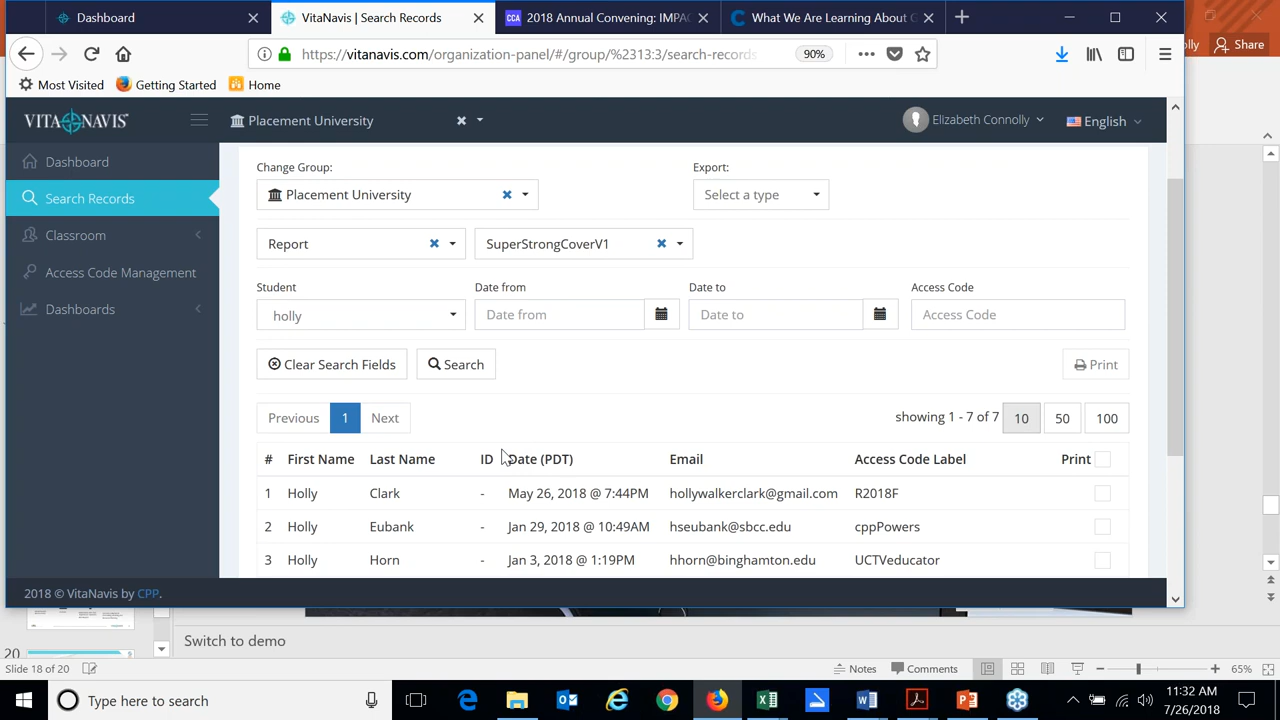 Dashboard
VitaNavis | Search Records
CCA 2018 Annual Convening: IMPAC
What We Are Learning About G
https://vitanavis.com/organization-panel/#/group/%2313:3/search-records
90%
lly
Share
Most Visited
Getting Started
Home
VITA NAVIS
Placement University
Elizabeth Connolly
English
Dashboard
Search Records
Classroom
Access Code Management
Dashboards
Change Group:
Export:
Placement University
Select a type
Report
SuperStrongCoverV1
Student
Date from
Date to
Access Code
holly
Date from
Date to
Access Code
Clear Search Fields
Search
Print
Previous 1 Next
showing 1 - 7 of 7 10 50 100
# First Name Last Name ID Date (PDT) Email Access Code Label Print
1 Holly Clark - May 26, 2018 @ 7:44PM hollywalkerclark@gmail.com R2018F
2 Holly Eubank - Jan 29, 2018 @ 10:49AM hseubank@sbcc.edu cppPowers
3 Holly Horn - Jan 3, 2018 @ 1:19PM hhorn@binghamton.edu UCTVeducator
2018 © VitaNavis by CPP.
20
Switch to demo
Slide 18 of 20
Notes
Comments
65%
Type here to search
11:32 AM
7/26/2018